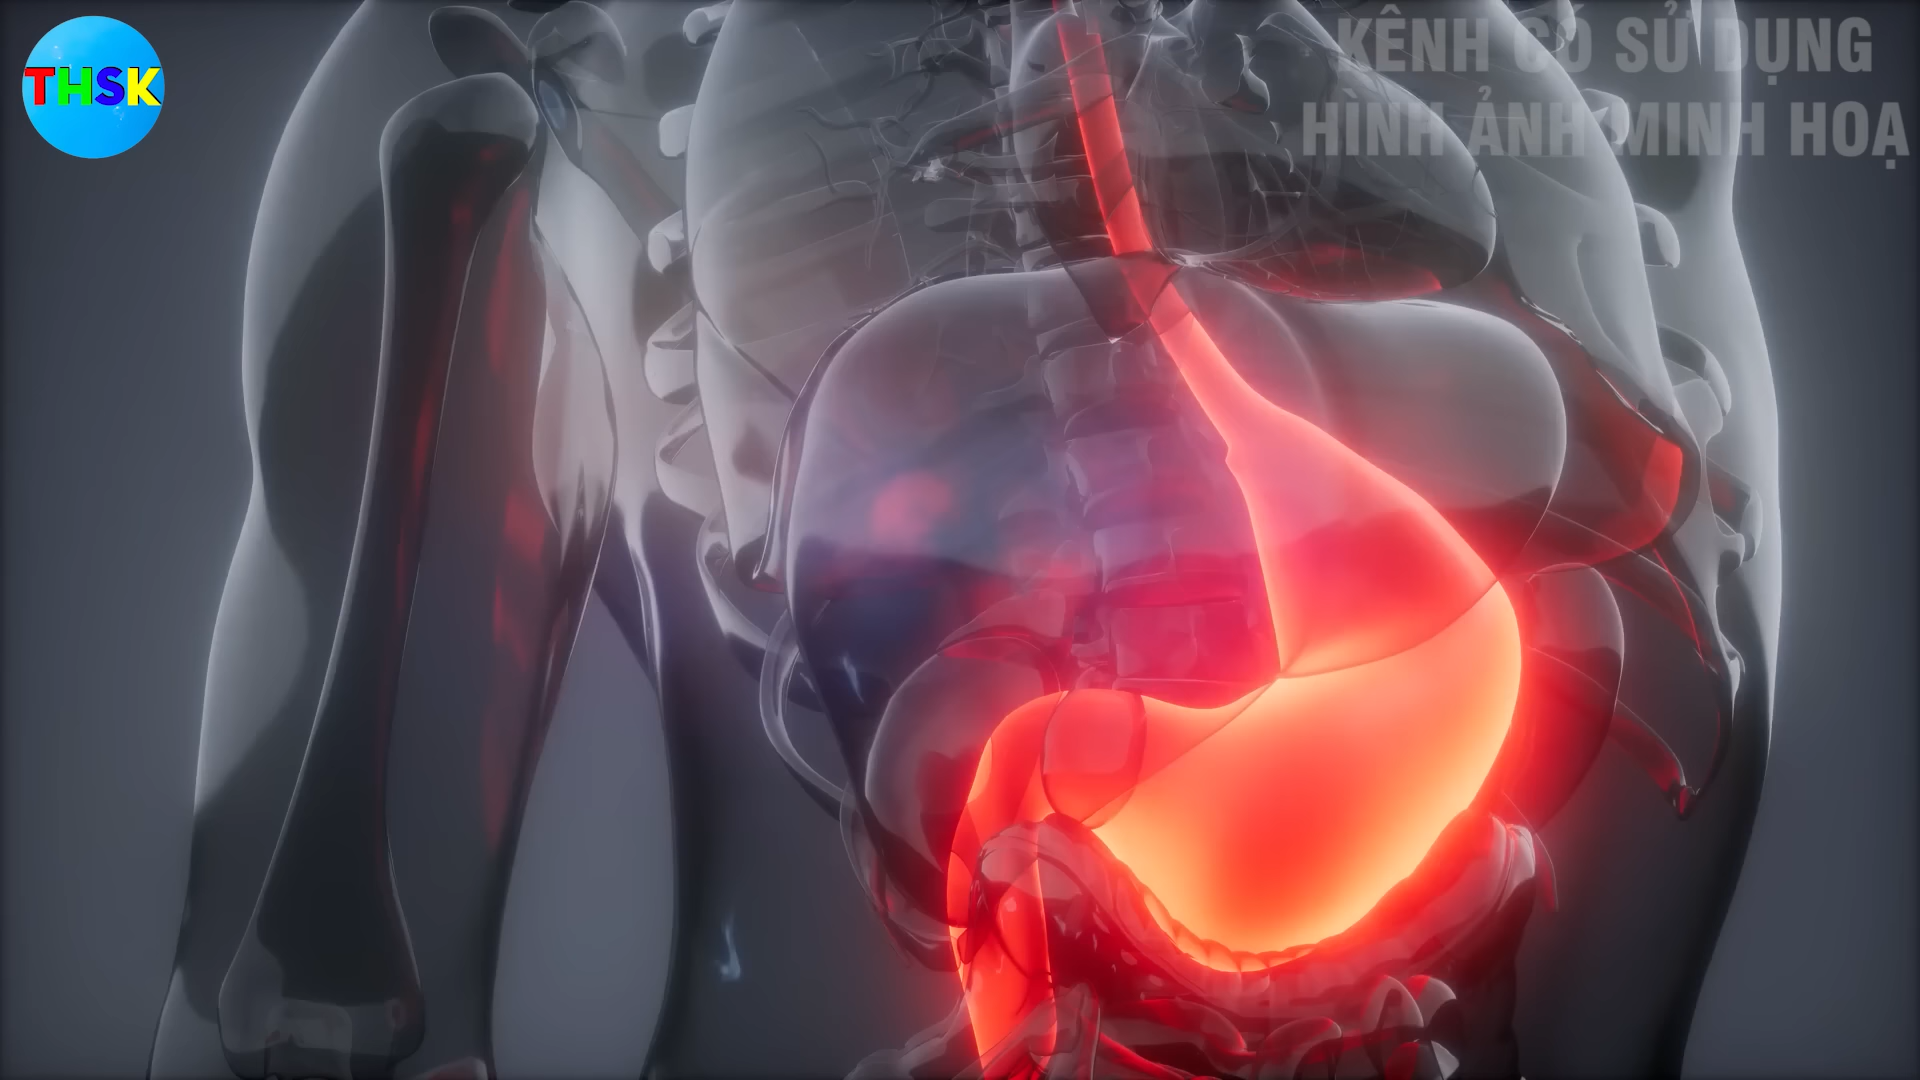 THSK
KÊNH CÓ SỬ DỤNG
HÌNH ẢNH MINH HOẠ